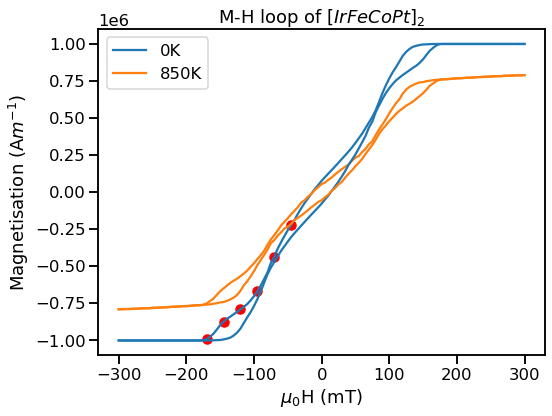 M-H loop of [IrFeCoPt]₂
1e6
0K
850K
1.00
0.75
0.50
0.25
0.00
−0.25
−0.50
−0.75
−1.00
Magnetisation (Am⁻¹)
−300 −200 −100 0 100 200 300
μ₀H (mT)